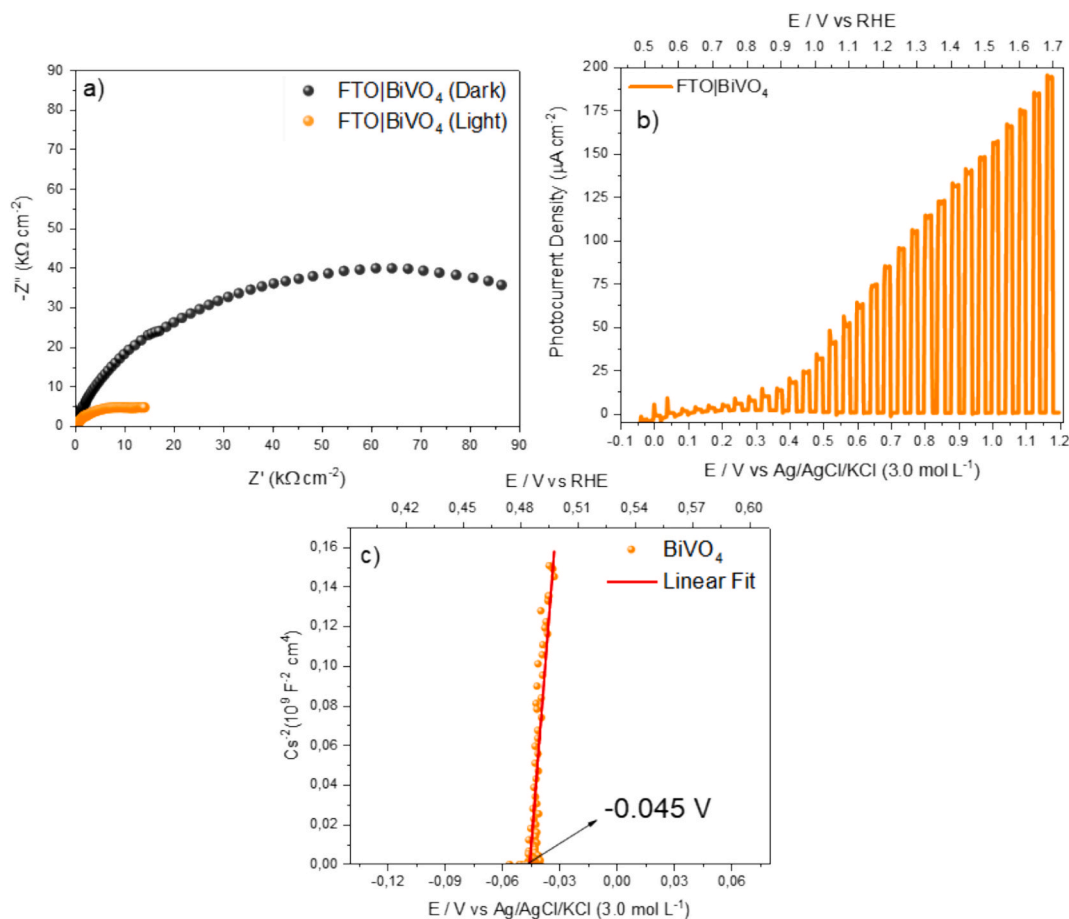 a)
FTO|BiVO₄ (Dark)
FTO|BiVO₄ (Light)
90
80
70
60
50
40
30
20
10
0
-Z" (kΩ cm⁻²)
0 10 20 30 40 50 60 70 80 90
Z' (kΩ cm⁻²)
E / V vs RHE
0.5 0.6 0.7 0.8 0.9 1.0 1.1 1.2 1.3 1.4 1.5 1.6 1.7
FTO|BiVO₄
b)
200
175
150
125
100
75
50
25
0
Photocurrent Density (μA cm⁻²)
-0.1 0.0 0.1 0.2 0.3 0.4 0.5 0.6 0.7 0.8 0.9 1.0 1.1 1.2
E / V vs Ag/AgCl/KCl (3.0 mol L⁻¹)
E / V vs RHE
0,42 0,45 0,48 0,51 0,54 0,57 0,60
c)
BiVO₄
Linear Fit
0,16
0,14
0,12
0,10
0,08
0,06
0,04
0,02
0,00
Cs⁻²(10⁹ F⁻² cm⁴)
-0.045 V
-0,12 -0,09 -0,06 -0,03 0,00 0,03 0,06
E / V vs Ag/AgCl/KCl (3.0 mol L⁻¹)